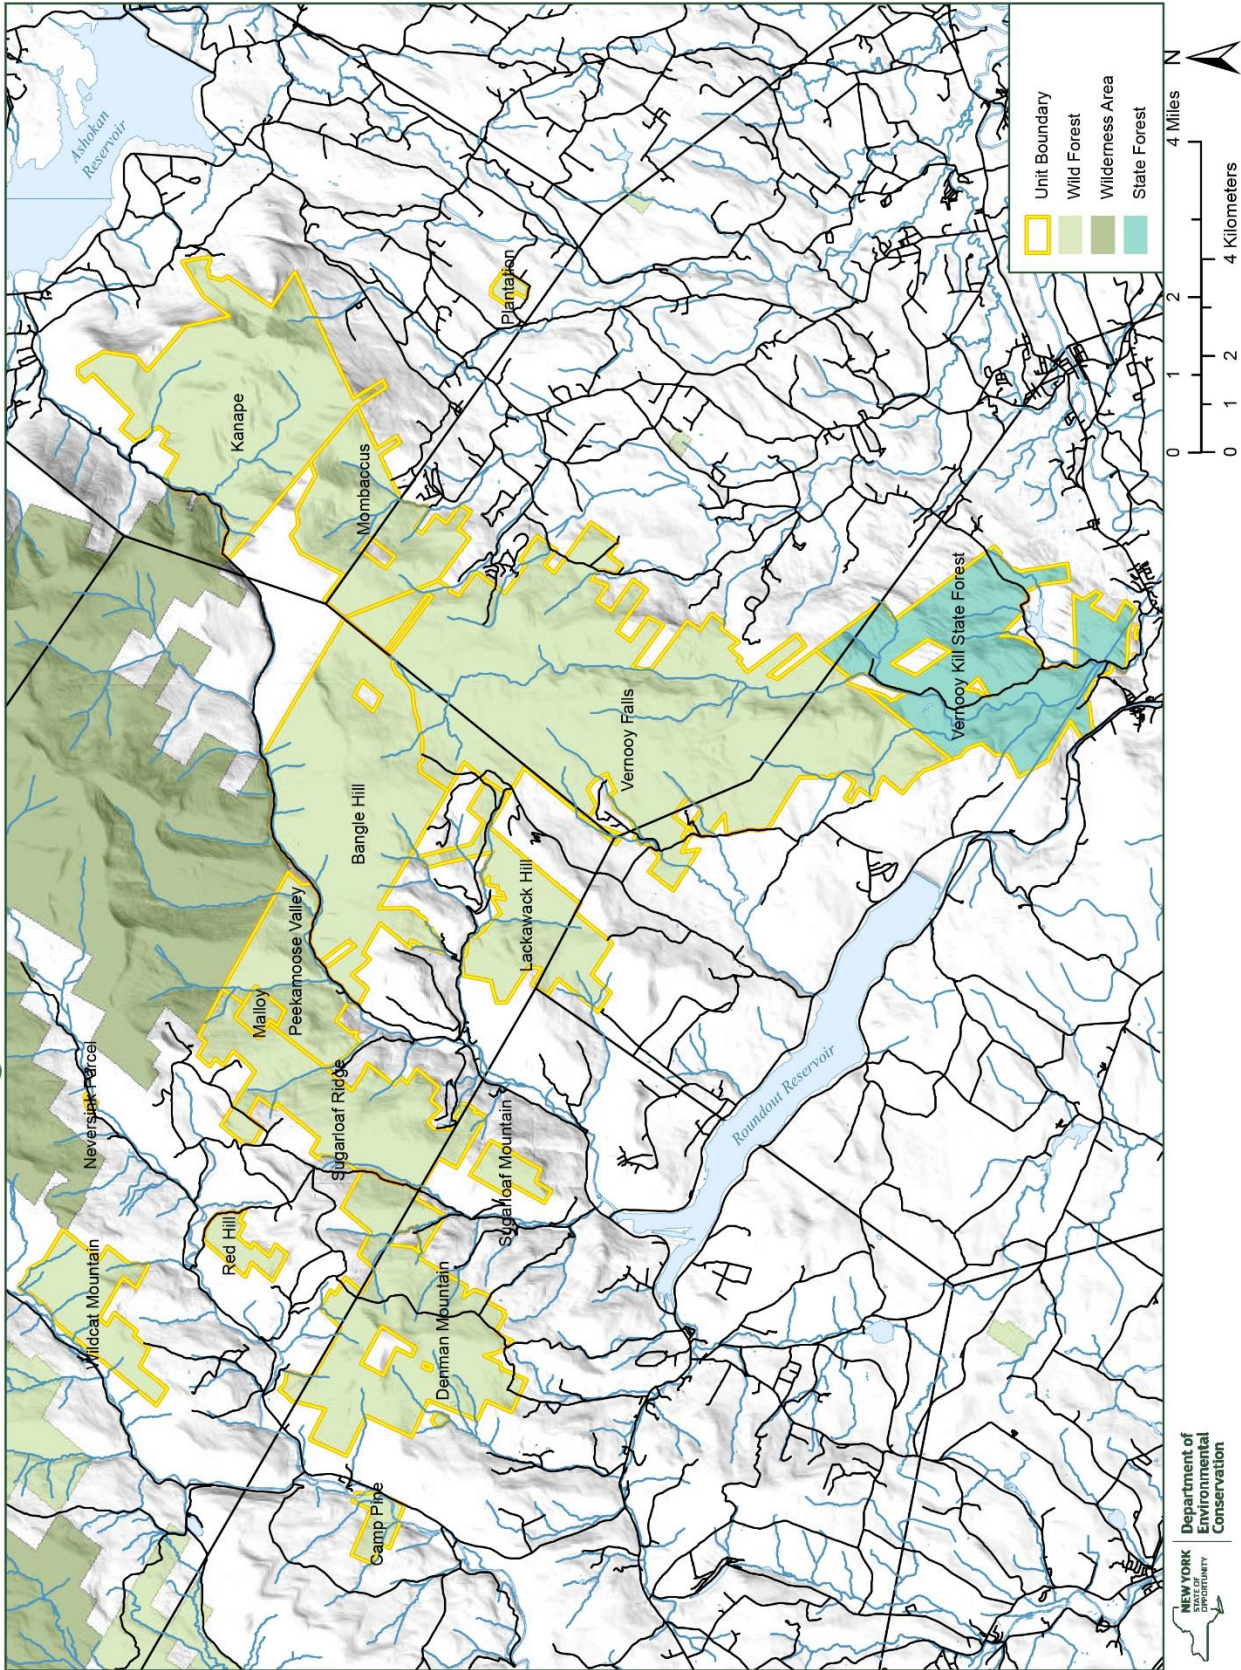 Ashokan
Reservoir
Neversink Parcel
Wildcat Mountain
Red Hill
Kanape
Malloy
Peekamoose Valley
Sugarloaf Ridge
Bangle Hill
Mombaccus
Camp Pine
Denman Mountain
Sugarloaf Mountain
Lackawack Hill
Plantation
Vernooy Falls
Roundout Reservoir
Vernooy Kill State Forest
Unit Boundary
Wild Forest
Wilderness Area
State Forest
0 1 2 4 Miles
0 1 2 4 Kilometers
N
NEW YORK
STATE OF
OPPORTUNITY
Department of
Environmental
Conservation